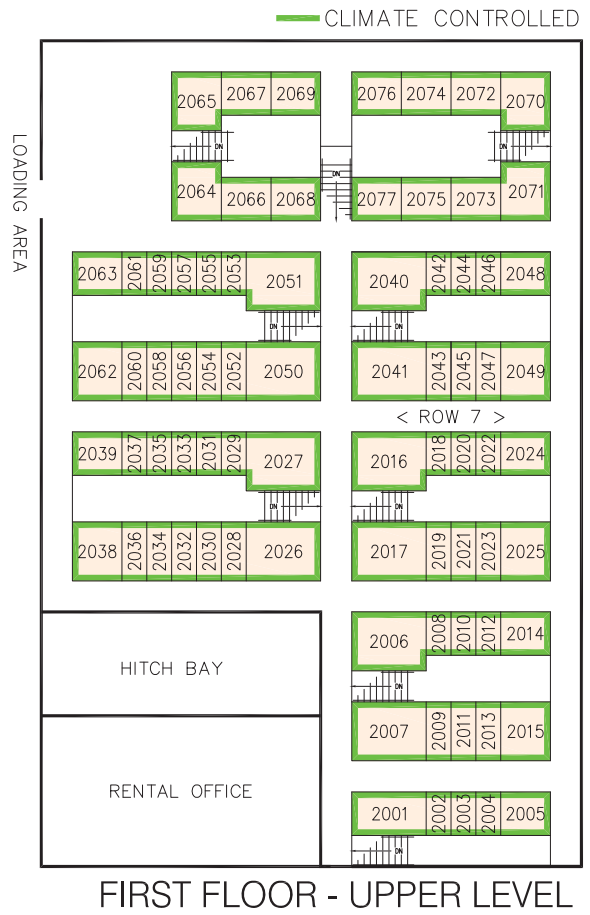 CLIMATE CONTROLLED
LOADING AREA
2065 2067 2069 2076 2074 2072 2070
DN DN DN
2064 2066 2068 2077 2075 2073 2071
2063 2061 2059 2057 2055 2053 2051 2040 2042 2044 2046 2048
DN DN
2062 2060 2058 2056 2054 2052 2050 2041 2043 2045 2047 2049
< ROW 7 >
2039 2037 2035 2033 2031 2029 2027 2016 2018 2020 2022 2024
DN DN
2038 2036 2034 2032 2030 2028 2026 2017 2019 2021 2023 2025
2006 2008 2010 2012 2014
HITCH BAY
DN
2007 2009 2011 2013 2015
RENTAL OFFICE
2001 2002 2003 2004 2005
DN
FIRST FLOOR - UPPER LEVEL